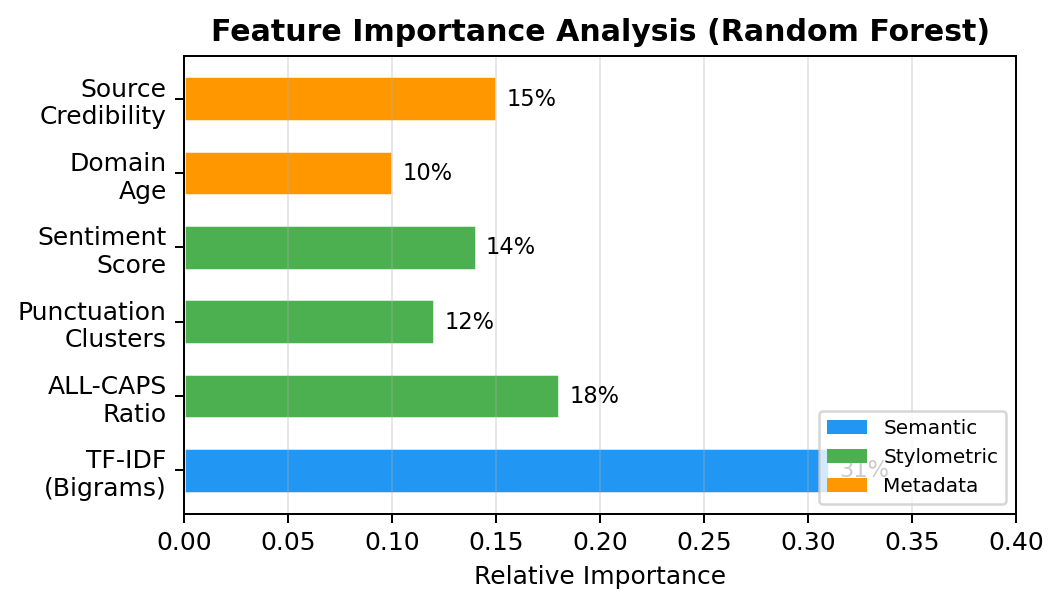 Feature Importance Analysis (Random Forest)
Source
Credibility
15%
Domain
Age
10%
Sentiment
Score
14%
Punctuation
Clusters
12%
ALL-CAPS
Ratio
18%
TF-IDF
(Bigrams)
31%
Semantic
Stylometric
Metadata
0.00 0.05 0.10 0.15 0.20 0.25 0.30 0.35 0.40
Relative Importance